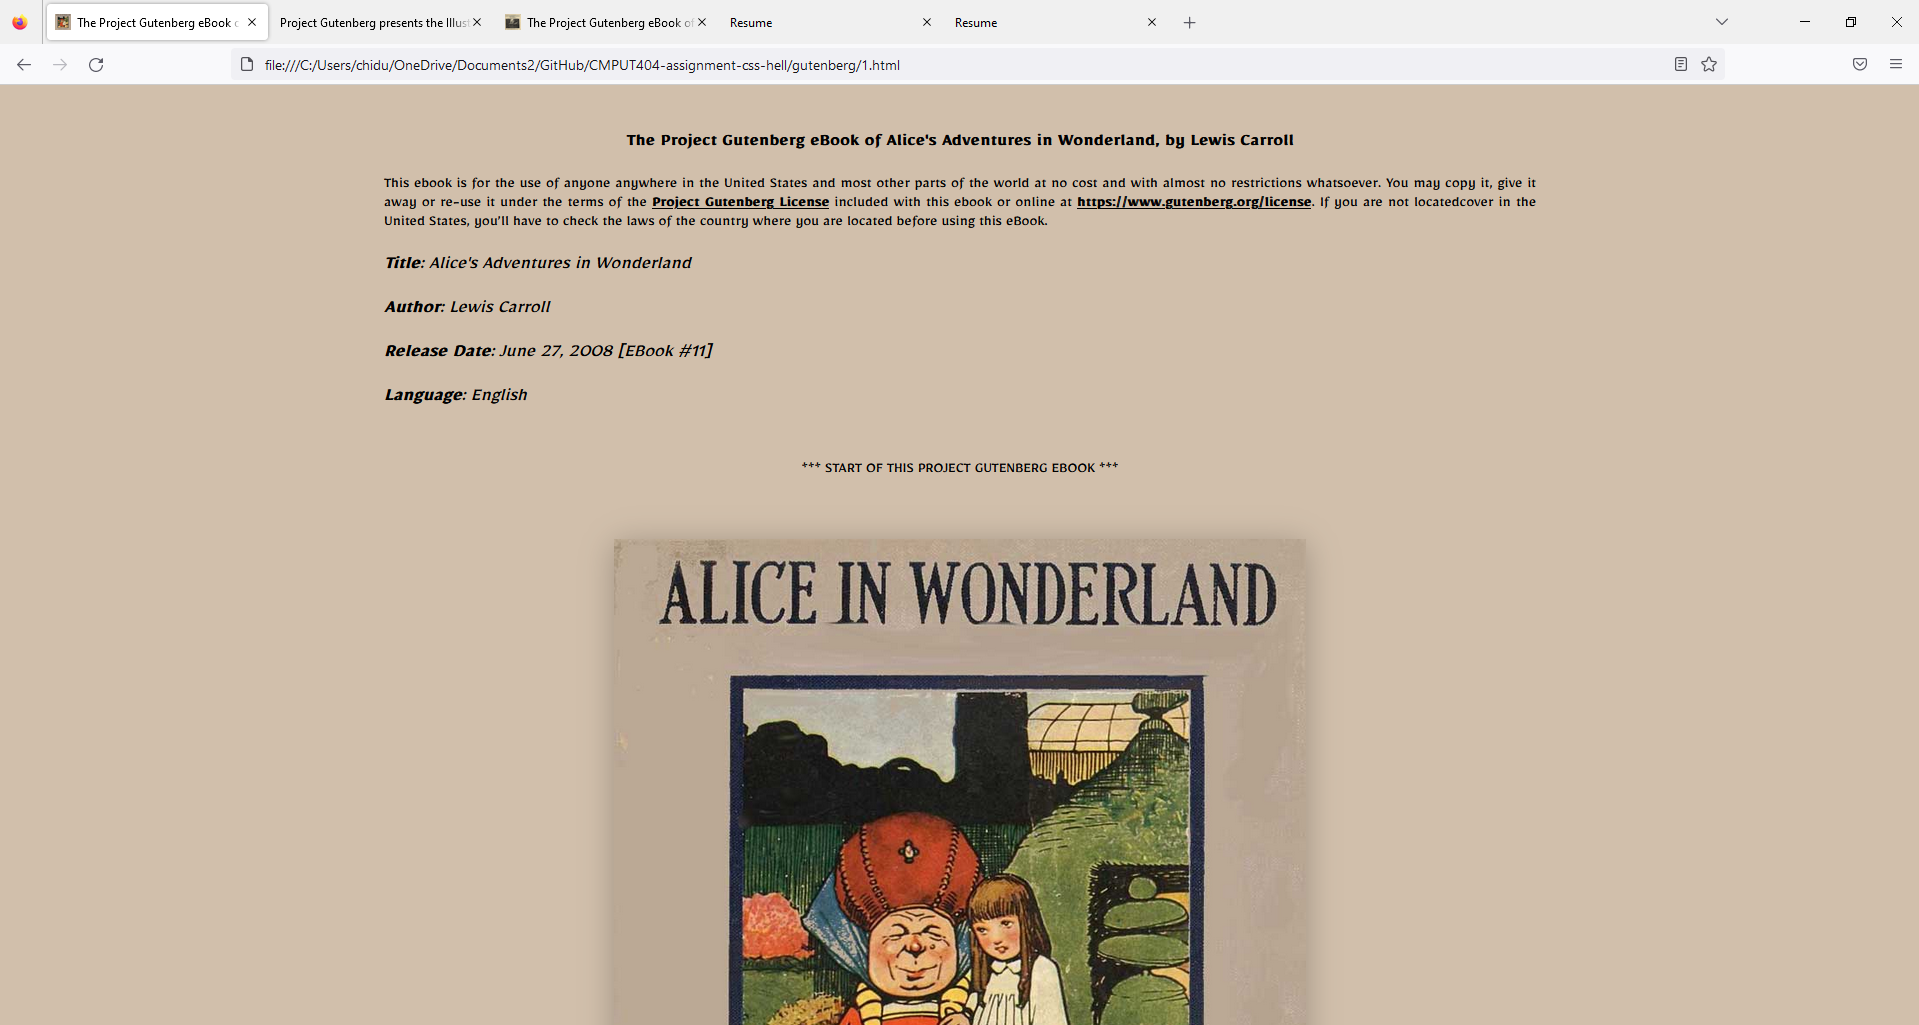 The Project Gutenberg eBook o
Project Gutenberg presents the Illust
The Project Gutenberg eBook of
Resume
Resume
file:///C:/Users/chidu/OneDrive/Documents2/GitHub/CMPUT404-assignment-css-hell/gutenberg/1.html
The Project Gutenberg eBook of Alice's Adventures in Wonderland, by Lewis Carroll
This ebook is for the use of anyone anywhere in the United States and most other parts of the world at no cost and with almost no restrictions whatsoever. You may copy it, give it
away or re-use it under the terms of the Project Gutenberg License included with this ebook or online at https://www.gutenberg.org/license. If you are not locatedcover in the
United States, you'll have to check the laws of the country where you are located before using this eBook.
Title: Alice's Adventures in Wonderland
Author: Lewis Carroll
Release Date: June 27, 2008 [EBook #11]
Language: English
*** START OF THIS PROJECT GUTENBERG EBOOK ***
ALICE IN WONDERLAND